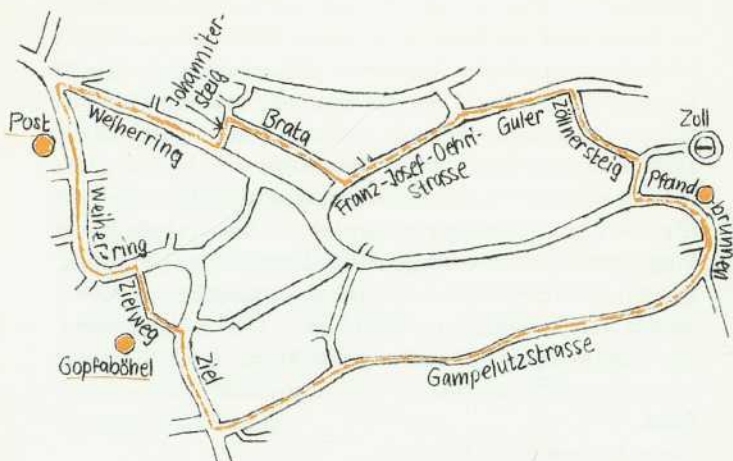 Johanniter-
steig
Post
Weiherring
Brata
Franz-Josef-Oehri-
strasse
Guler
Zöllnersteig
Zoll
Pfand
brunnen
Weiher-ring
Zielweg
Gopfaböhel
Ziel
Gampelutzstrasse